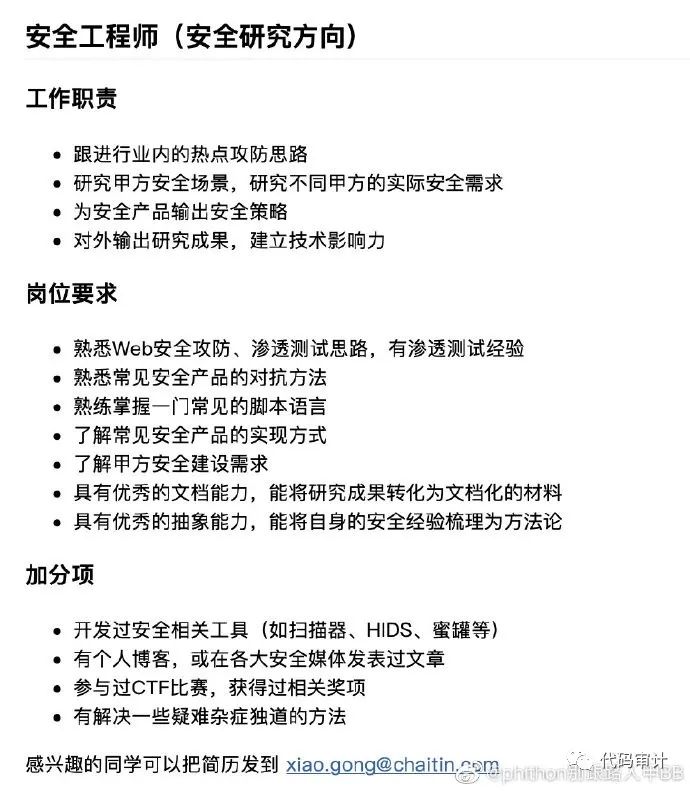 安全工程师（安全研究方向）
工作职责
• 跟进行业内的热点攻防思路
• 研究甲方安全场景，研究不同甲方的实际安全需求
• 为安全产品输出安全策略
• 对外输出研究成果，建立技术影响力
岗位要求
• 熟悉Web安全攻防、渗透测试思路，有渗透测试经验
• 熟悉常见安全产品的对抗方法
• 熟练掌握一门常见的脚本语言
• 了解常见安全产品的实现方式
• 了解甲方安全建设需求
• 具有优秀的文档能力，能将研究成果转化为文档化的材料
• 具有优秀的抽象能力，能将自身的安全经验梳理为方法论
加分项
• 开发过安全相关工具（如扫描器、HIDS、蜜罐等）
• 有个人博客，或在各大安全媒体发表过文章
• 参与过CTF比赛，获得过相关奖项
• 有解决一些疑难杂症独道的方法
感兴趣的同学可以把简历发到 xiao.gong@chaitin.com
代码审计
@phithon别跟路人甲BB